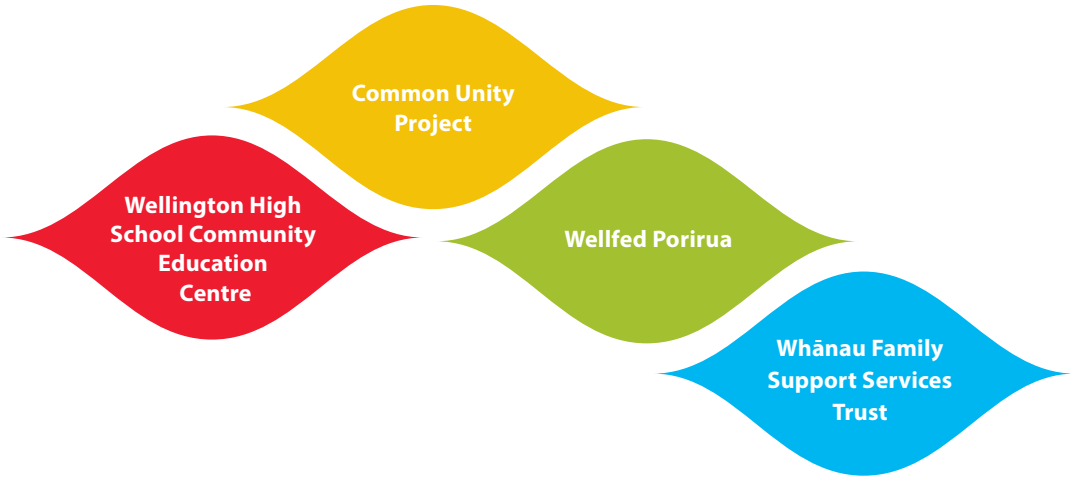 Common Unity
Project
Wellington High
School Community
Education
Centre
Wellfed Porirua
Whānau Family
Support Services
Trust